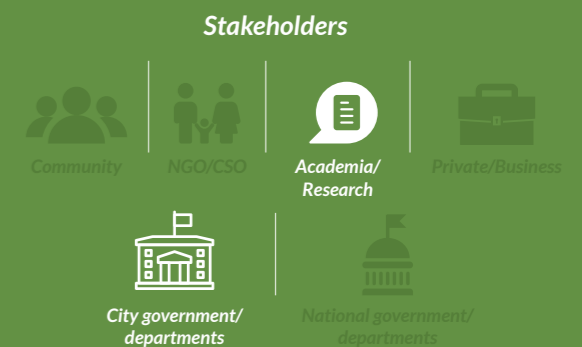 Stakeholders
Community
NGO/CSO
Academia/
Research
Private/Business
City government/
departments
National government/
departments